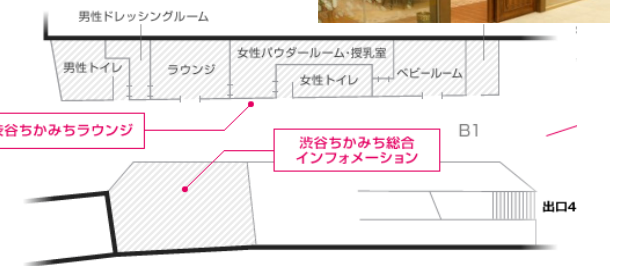 男性ドレッシングルーム
男性トイレ
ラウンジ
女性パウダールーム・授乳室
女性トイレ
ベビールーム
渋谷ちかみちラウンジ
渋谷ちかみち総合
インフォメーション
B1
出口4